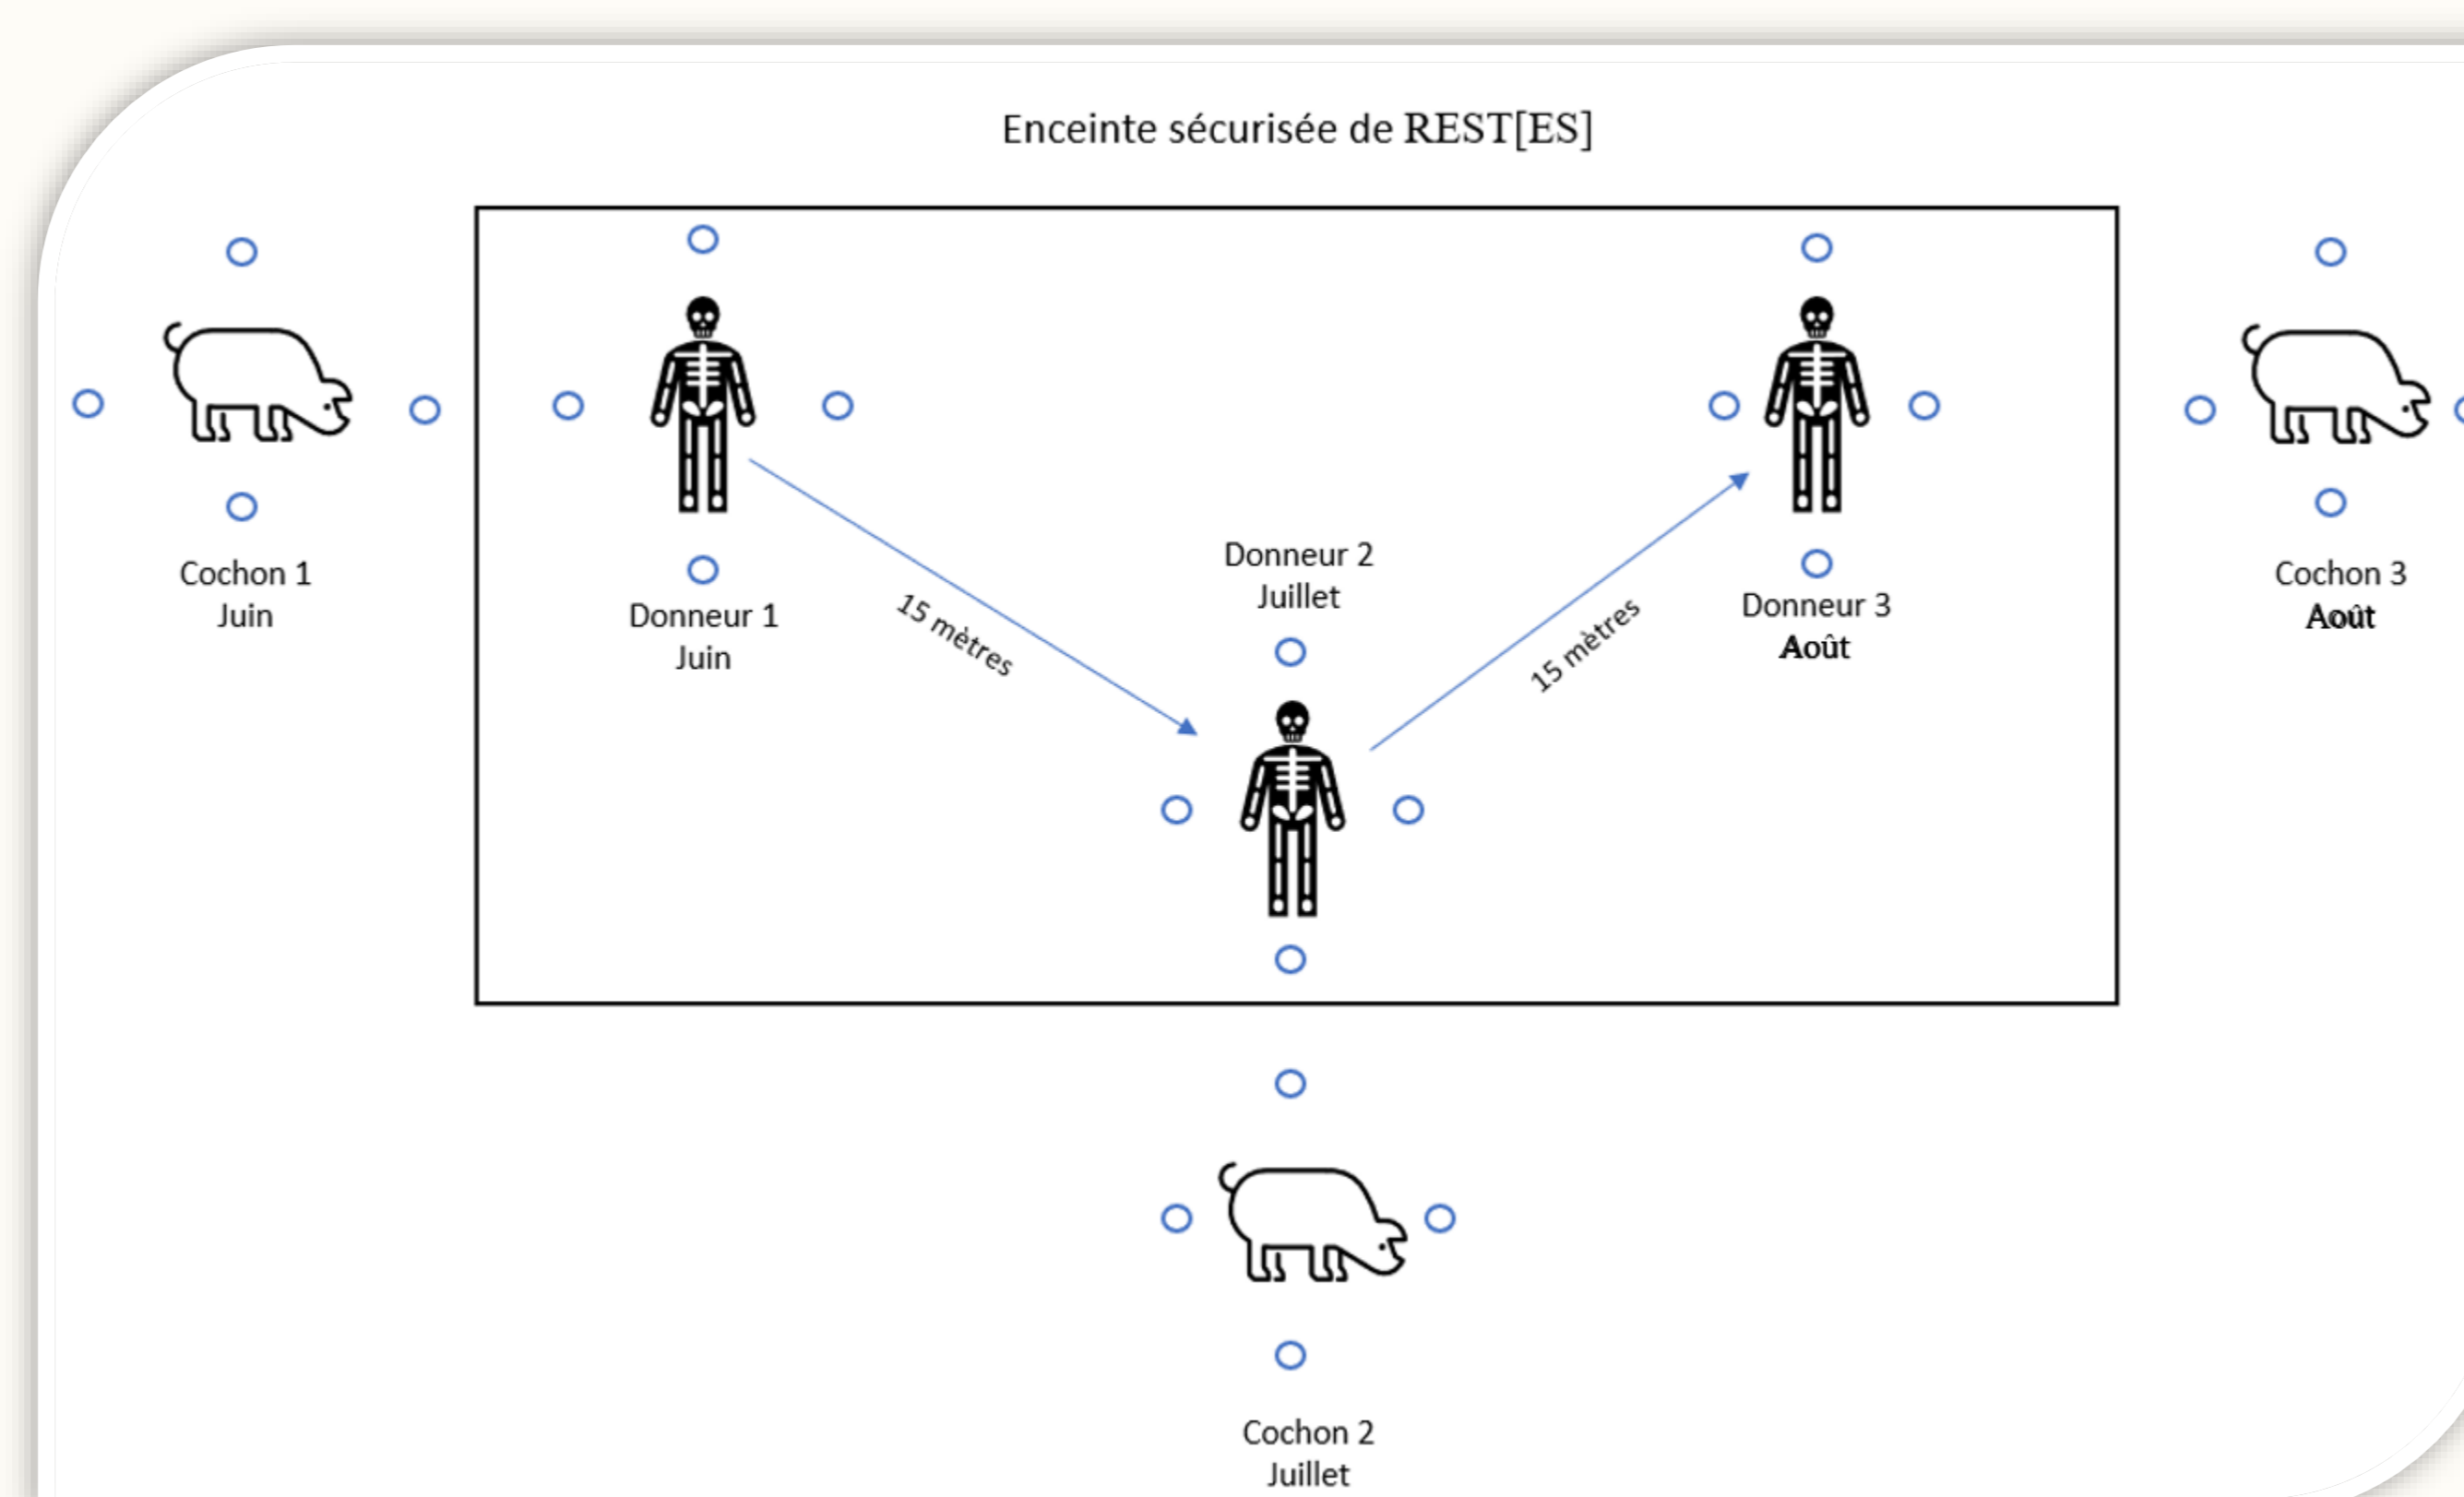 Enceinte sécurisée de REST[ES]
Cochon 1
Juin
Donneur 1
Juin
15 mètres
Donneur 2
Juillet
15 mètres
Donneur 3
Août
Cochon 3
Août
Cochon 2
Juillet